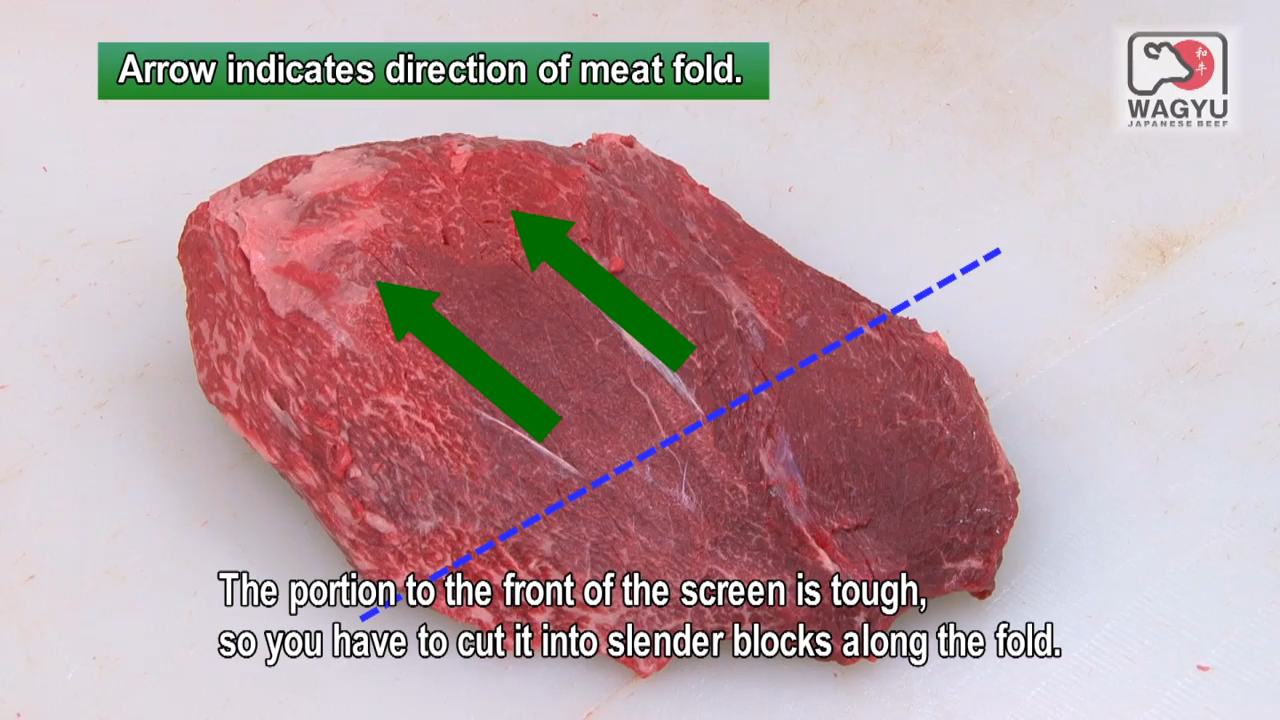 Arrow indicates direction of meat fold.
和牛
WAGYU
JAPANESE BEEF
The portion to the front of the screen is tough,
so you have to cut it into slender blocks along the fold.